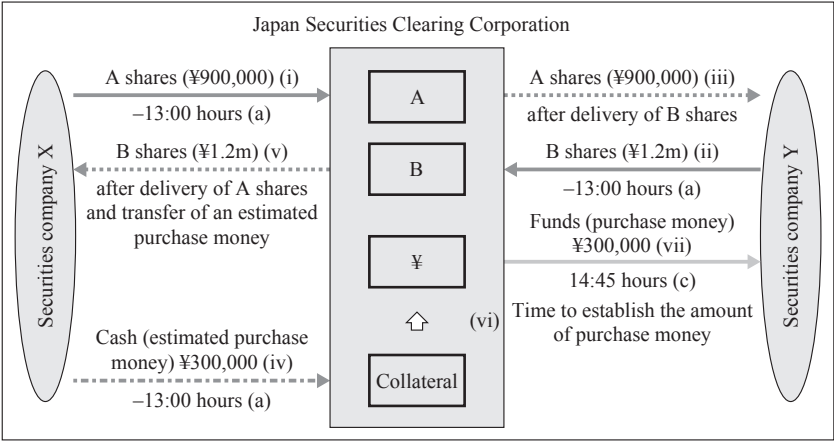 Japan Securities Clearing Corporation
Securities company X
A shares (¥900,000) (i)
–13:00 hours (a)
B shares (¥1.2m) (v)
after delivery of A shares
and transfer of an estimated
purchase money
Cash (estimated purchase
money) ¥300,000 (iv)
–13:00 hours (a)
A
B
¥
(vi)
Collateral
A shares (¥900,000) (iii)
after delivery of B shares
B shares (¥1.2m) (ii)
–13:00 hours (a)
Funds (purchase money)
¥300,000 (vii)
14:45 hours (c)
Time to establish the amount
of purchase money
Securities company Y